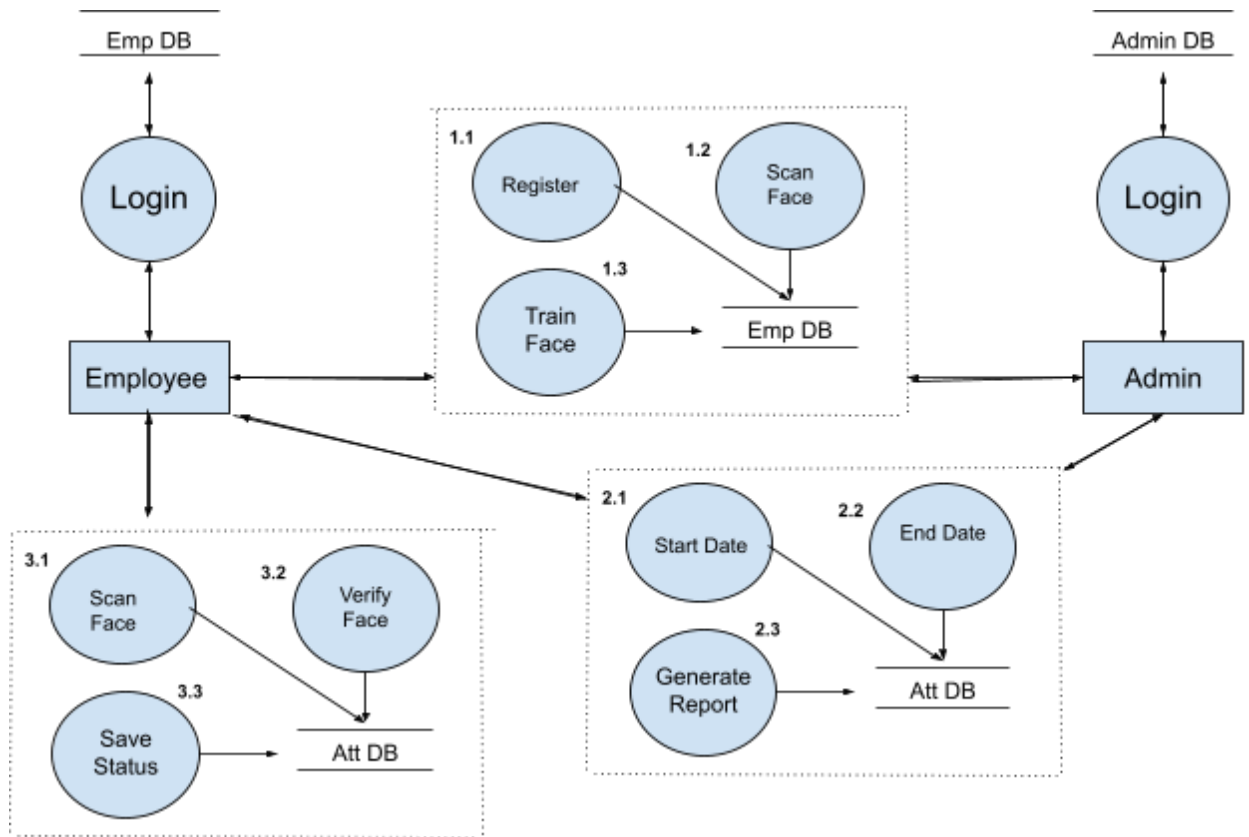 Emp DB
Admin DB
Login
Login
1.1
Register
1.2
Scan
Face
1.3
Train
Face
Emp DB
Employee
Admin
2.1
Start Date
2.2
End Date
2.3
Generate
Report
Att DB
3.1
Scan
Face
3.2
Verify
Face
3.3
Save
Status
Att DB